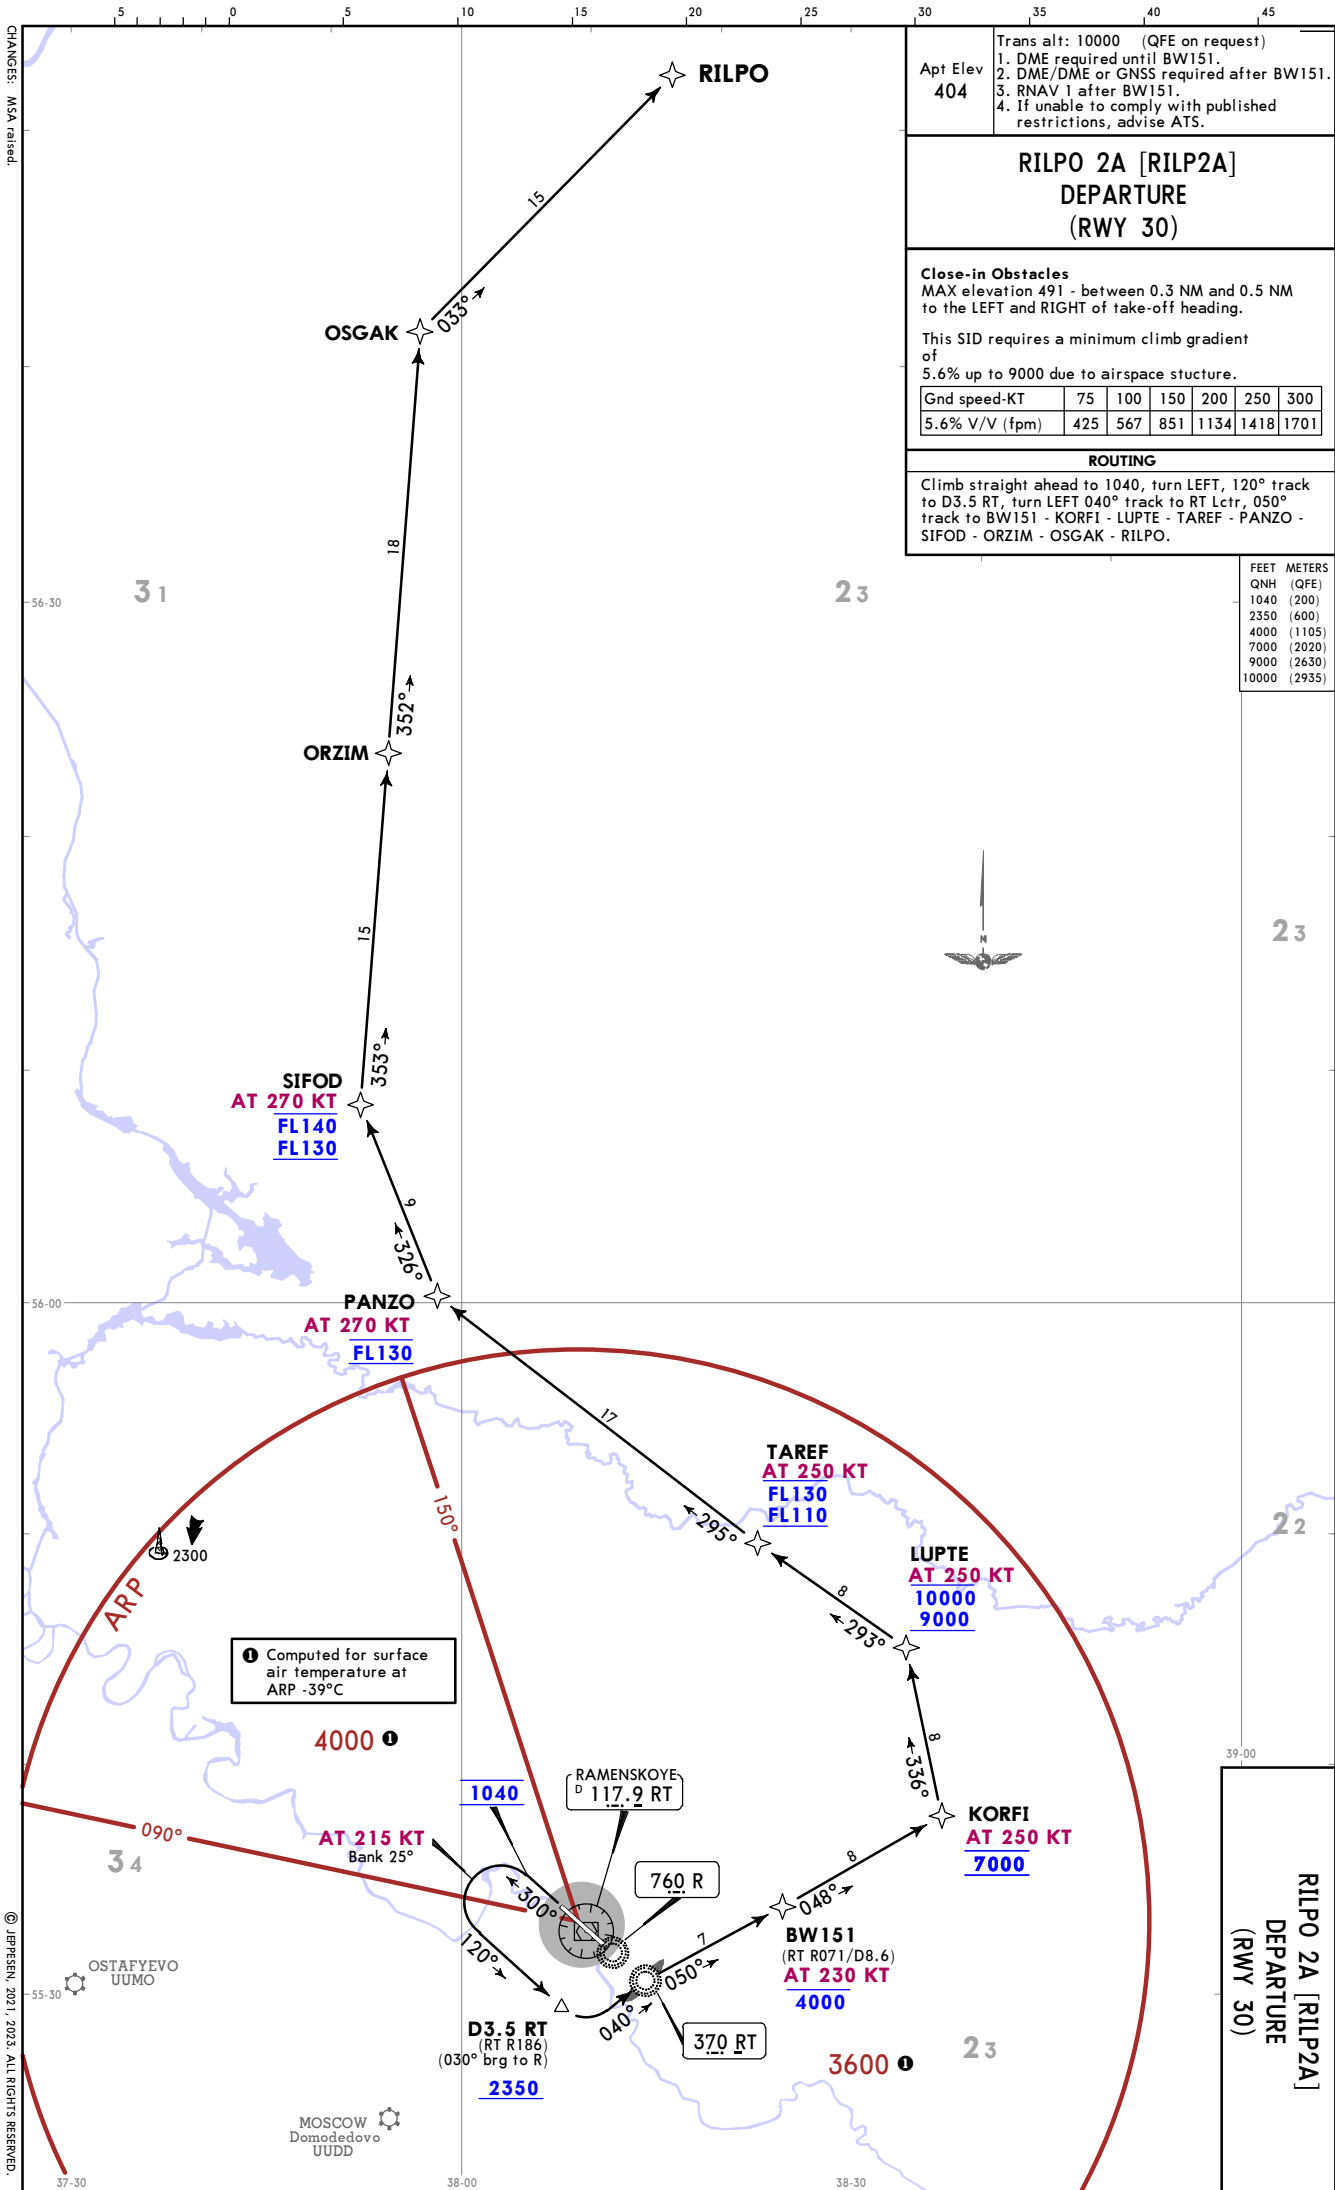 5 0 5 10 15 20 25 30 35 40 45
CHANGES: MSA raised.
Apt Elev
404
Trans alt: 10000 (QFE on request)
1. DME required until BW151.
2. DME/DME or GNSS required after BW151.
3. RNAV 1 after BW151.
4. If unable to comply with published
restrictions, advise ATS.
RILPO 2A [RILP2A]
DEPARTURE
(RWY 30)
Close-in Obstacles
MAX elevation 491 - between 0.3 NM and 0.5 NM
to the LEFT and RIGHT of take-off heading.
This SID requires a minimum climb gradient
of
5.6% up to 9000 due to airspace stucture.
Gnd speed-KT 75 100 150 200 250 300
5.6% V/V (fpm) 425 567 851 1134 1418 1701
ROUTING
Climb straight ahead to 1040, turn LEFT, 120° track
to D3.5 RT, turn LEFT 040° track to RT Lctr, 050°
track to BW151 - KORFI - LUPTE - TAREF - PANZO -
SIFOD - ORZIM - OSGAK - RILPO.
FEET METERS
QNH (QFE)
1040 (200)
2350 (600)
4000 (1105)
7000 (2020)
9000 (2630)
10000 (2935)
RILPO
15
033°
OSGAK
18
31
23
56-30
352°
ORZIM
15
23
N
353°
SIFOD
AT 270 KT
FL140
FL130
9
326°
56-00
PANZO
AT 270 KT
FL130
17
TAREF
AT 250 KT
FL130
FL110
295°
150°
22
2300
ARP
LUPTE
AT 250 KT
10000
9000
8
293°
1 Computed for surface
air temperature at
ARP -39°C
4000 1
8
336°
39-00
RAMENSKOYE
D 117.9 RT
1040
KORFI
AT 250 KT
7000
090°
34
AT 215 KT
Bank 25°
8
760 R
300°
048°
BW151
(RT R071/D8.6)
AT 230 KT
4000
7
050°
120°
OSTAFYEVO
UUMO
55-30
040°
D3.5 RT
(RT R186)
(030° brg to R)
2350
370 RT
23
3600 1
MOSCOW
Domodedovo
UUDD
37-30
38-00
38-30
RILPO 2A [RILP2A]
DEPARTURE
(RWY 30)
© JEPPESEN, 2021, 2023. ALL RIGHTS RESERVED.